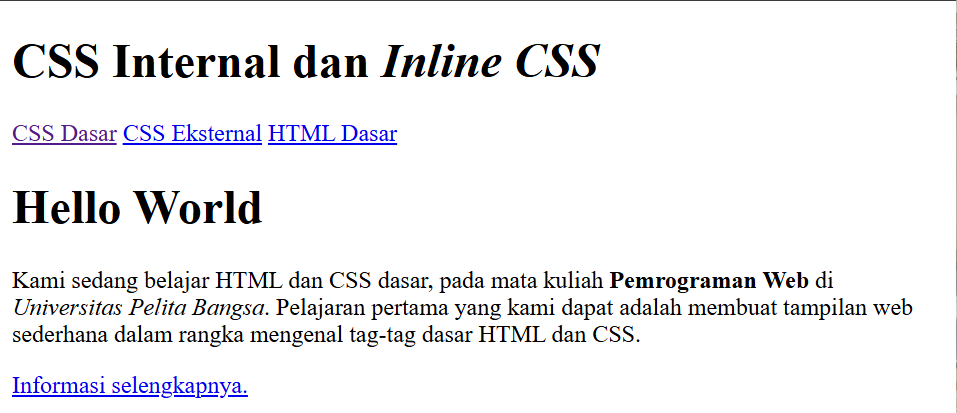 CSS Internal dan Inline CSS
CSS Dasar CSS Eksternal HTML Dasar
Hello World
Kami sedang belajar HTML dan CSS dasar, pada mata kuliah Pemrograman Web di
Universitas Pelita Bangsa. Pelajaran pertama yang kami dapat adalah membuat tampilan web
sederhana dalam rangka mengenal tag-tag dasar HTML dan CSS.
Informasi selengkapnya.